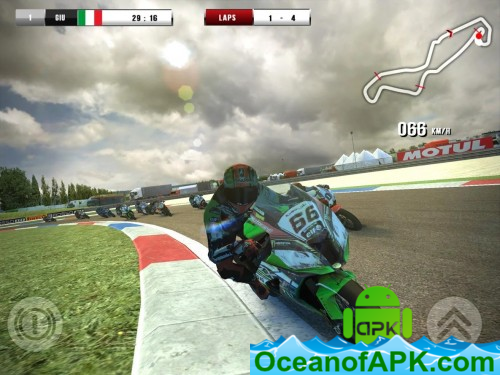 1 GIU 29 : 16 LAPS 1 - 4
066 KM/H
MOTUL
66
apk
OceanofAPK.com